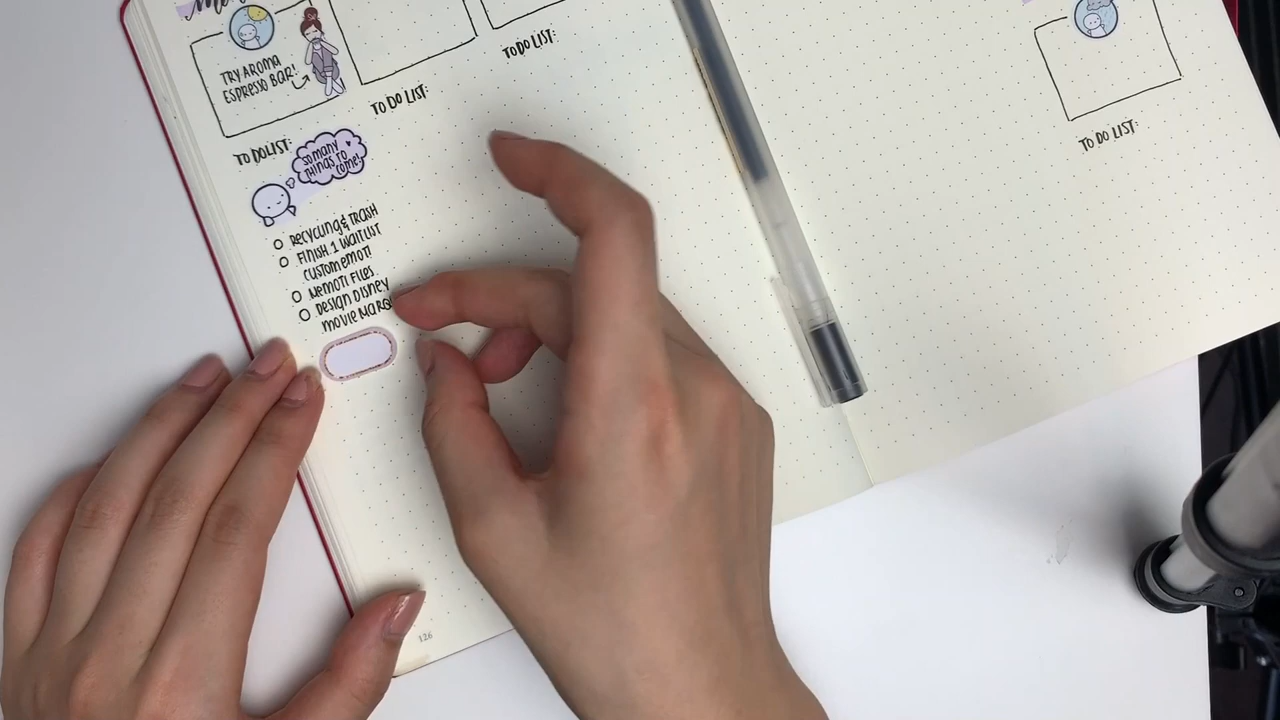 TRY AROMA
ESPRESSO BAR!
TO DO LIST:
TO DO LIST:
TO DO LIST:
TO DO LIST:
SO MANY
THINGS TO
COME!
RECYCLING & TRASH
FINISH 1 WAITLIST
CUSTOM EMOTI
MEMOTI FILES
DESIGN DISNEY
MOVIE
126